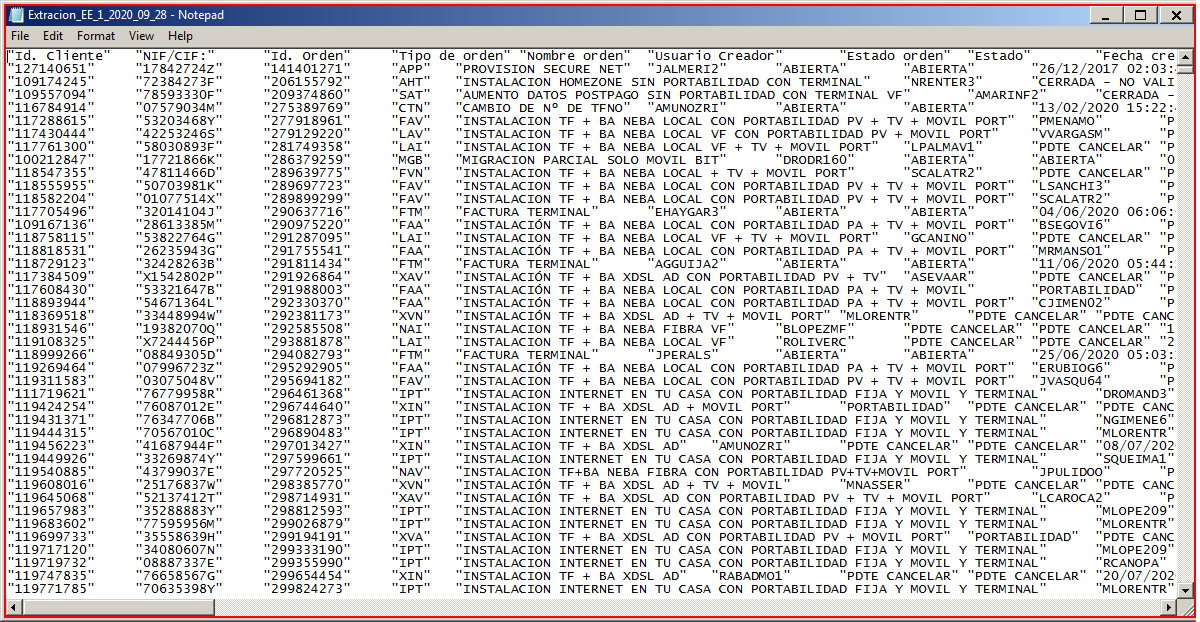 Extracion_EE_1_2020_09_28 - Notepad
File Edit Format View Help
"Id. Cliente" "NIF/CIF:" "Id. Orden" "Tipo de orden" "Nombre orden" "Usuario Creador" "Estado orden" "Estado" "Fecha cre
"127140651" "17842724Z" "141401271" "APP" "PROVISION SECURE NET" "JALMERI2" "ABIERTA" "ABIERTA" "26/12/2017 02:03:
"109174245" "72384273F" "206155792" "AHT" "INSTALACION HOMEZONE SIN PORTABILIDAD CON TERMINAL" "NRENTER3" "CERRADA - NO VALI
"109557094" "78593330F" "209374860" "SAT" "AUMENTO DATOS POSTPAGO SIN PORTABILIDAD CON TERMINAL VF" "AMARINF2" "CERRADA -
"116784914" "07579034M" "275389769" "CTN" "CAMBIO DE Nº DE TFNO" "AMUNOZRI" "ABIERTA" "ABIERTA" "13/02/2020 15:22:
"117288615" "53203468Y" "277918961" "FAV" "INSTALACION TF + BA NEBA LOCAL CON PORTABILIDAD PV + TV + MOVIL PORT" "PMENAMO" "P
"117430444" "42253246S" "279129220" "LAV" "INSTALACION TF + BA NEBA LOCAL VF CON PORTABILIDAD PV + MOVIL PORT" "VVARGASM" "P
"117761300" "58030893F" "281749358" "LAI" "INSTALACION TF + BA NEBA LOCAL VF + TV + MOVIL PORT" "LPALMAV1" "PDTE CANCELAR" "P
"100212847" "17721866K" "286379259" "MGB" "MIGRACION PARCIAL SOLO MOVIL BIT" "DRODR160" "ABIERTA" "ABIERTA" "0
"118547355" "47811466D" "289639775" "FVN" "INSTALACION TF + BA NEBA LOCAL + TV + MOVIL PORT" "SCALATR2" "PDTE CANCELAR" "P
"118555955" "50703981K" "289697723" "FAV" "INSTALACION TF + BA NEBA LOCAL CON PORTABILIDAD PV + TV + MOVIL PORT" "LSANCHI3" "P
"118582204" "01077514X" "289899299" "FAV" "INSTALACION TF + BA NEBA LOCAL CON PORTABILIDAD PV + TV + MOVIL PORT" "SCALATR2" "P
"117705496" "32014104J" "290637716" "FTM" "FACTURA TERMINAL" "EHAYGAR3" "ABIERTA" "ABIERTA" "04/06/2020 06:06:
"109167136" "28613385M" "290975220" "FAA" "INSTALACIÓN TF + BA NEBA LOCAL CON PORTABILIDAD PA + TV + MOVIL PORT" "BSEGOVI6" "P
"118758115" "53822764G" "291287095" "LAI" "INSTALACION TF + BA NEBA LOCAL VF + TV + MOVIL PORT" "GCANINO" "PDTE CANCELAR" "P
"118818531" "26235943G" "291755541" "FAA" "INSTALACIÓN TF + BA NEBA LOCAL CON PORTABILIDAD PA + TV + MOVIL PORT" "MRMANSO1" "P
"118729123" "32428263B" "291811434" "FTM" "FACTURA TERMINAL" "AGGUIJA2" "ABIERTA" "ABIERTA" "11/06/2020 05:44:
"117384509" "X1542802P" "291926864" "XAV" "INSTALACIÓN TF + BA XDSL AD CON PORTABILIDAD PV + TV" "ASEVAAR" "PDTE CANCELAR" "P
"117608430" "53321647B" "291988003" "FAA" "INSTALACIÓN TF + BA NEBA LOCAL CON PORTABILIDAD PA + TV + MOVIL" "PORTABILIDAD" "P
"118893944" "54671364L" "292330370" "FAA" "INSTALACIÓN TF + BA NEBA LOCAL CON PORTABILIDAD PA + TV + MOVIL PORT" "CJIMEN02" "P
"118369518" "33448994W" "292381173" "XVN" "INSTALACIÓN TF + BA XDSL AD + TV + MOVIL PORT" "MLORENTR" "PDTE CANCELAR" "PDTE CANC
"118931546" "19382070Q" "292585508" "NAI" "INSTALACIÓN TF + BA NEBA FIBRA VF" "BLOPEZMF" "PDTE CANCELAR" "PDTE CANCELAR" "1
"119108325" "X7244456P" "293881878" "LAI" "INSTALACION TF + BA NEBA LOCAL VF" "ROLIVERC" "PDTE CANCELAR" "PDTE CANCELAR" "2
"118999266" "08849305D" "294082793" "FTM" "FACTURA TERMINAL" "JPERALS" "ABIERTA" "ABIERTA" "25/06/2020 05:03:
"119269464" "07996723Z" "295292905" "FAA" "INSTALACIÓN TF + BA NEBA LOCAL CON PORTABILIDAD PA + TV + MOVIL PORT" "ERUBIOG6" "P
"119311583" "03075048V" "295694182" "FAV" "INSTALACION TF + BA NEBA LOCAL CON PORTABILIDAD PV + TV + MOVIL PORT" "JVASQU64" "P
"111719621" "76779958R" "296461368" "IPT" "INSTALACION INTERNET EN TU CASA CON PORTABILIDAD FIJA Y MOVIL Y TERMINAL" "DROMAND3"
"119424254" "76087012E" "296744640" "XIN" "INSTALACION TF + BA XDSL AD + MOVIL PORT" "PORTABILIDAD" "PDTE CANCELAR" "PDTE CANC
"119431371" "76347706B" "296812873" "IPT" "INSTALACION INTERNET EN TU CASA CON PORTABILIDAD FIJA Y MOVIL Y TERMINAL" "NGIMENE6"
"119444315" "70567010C" "296890483" "IPT" "INSTALACION INTERNET EN TU CASA CON PORTABILIDAD FIJA Y MOVIL Y TERMINAL" "MLORENTR"
"119456223" "41687944F" "297013427" "XIN" "INSTALACION TF + BA XDSL AD" "AMUNOZRI" "PDTE CANCELAR" "PDTE CANCELAR" "08/07/202
"119449926" "33269874Y" "297599661" "IPT" "INSTALACION INTERNET EN TU CASA CON PORTABILIDAD FIJA Y MOVIL Y TERMINAL" "SQUEIMA1"
"119540885" "43799037E" "297720525" "NAV" "INSTALACION TF+BA NEBA FIBRA CON PORTABILIDAD PV+TV+MOVIL PORT" "JPULIDOO" "P
"119608016" "25176837W" "298385770" "XVN" "INSTALACIÓN TF + BA XDSL AD + TV + MOVIL" "MNASSER" "PDTE CANCELAR" "PDTE CANC
"119645068" "52137412T" "298714931" "XAV" "INSTALACIÓN TF + BA XDSL AD CON PORTABILIDAD PV + TV + MOVIL PORT" "LCAROCA2" "P
"119657983" "35288883Y" "298812593" "IPT" "INSTALACION INTERNET EN TU CASA CON PORTABILIDAD FIJA Y MOVIL Y TERMINAL" "MLOPE209"
"119683602" "77595956M" "299026879" "IPT" "INSTALACION INTERNET EN TU CASA CON PORTABILIDAD FIJA Y MOVIL Y TERMINAL" "MLORENTR"
"119699733" "35558639H" "299194191" "XVA" "INSTALACIÓN TF + BA XDSL AD CON PORTABILIDAD PV + MOVIL PORT" "PORTABILIDAD" "PDTE CANC
"119717120" "34080607N" "299333190" "IPT" "INSTALACION INTERNET EN TU CASA CON PORTABILIDAD FIJA Y MOVIL Y TERMINAL" "MLOPE209"
"119719732" "08887337E" "299355990" "IPT" "INSTALACION INTERNET EN TU CASA CON PORTABILIDAD FIJA Y MOVIL Y TERMINAL" "RCANOPA"
"119747835" "76658567G" "299654454" "XIN" "INSTALACION TF + BA XDSL AD" "RABADMO1" "PDTE CANCELAR" "PDTE CANCELAR" "20/07/202
"119771785" "70635398Y" "299824273" "IPT" "INSTALACION INTERNET EN TU CASA CON PORTABILIDAD FIJA Y MOVIL Y TERMINAL" "MLORENTR"